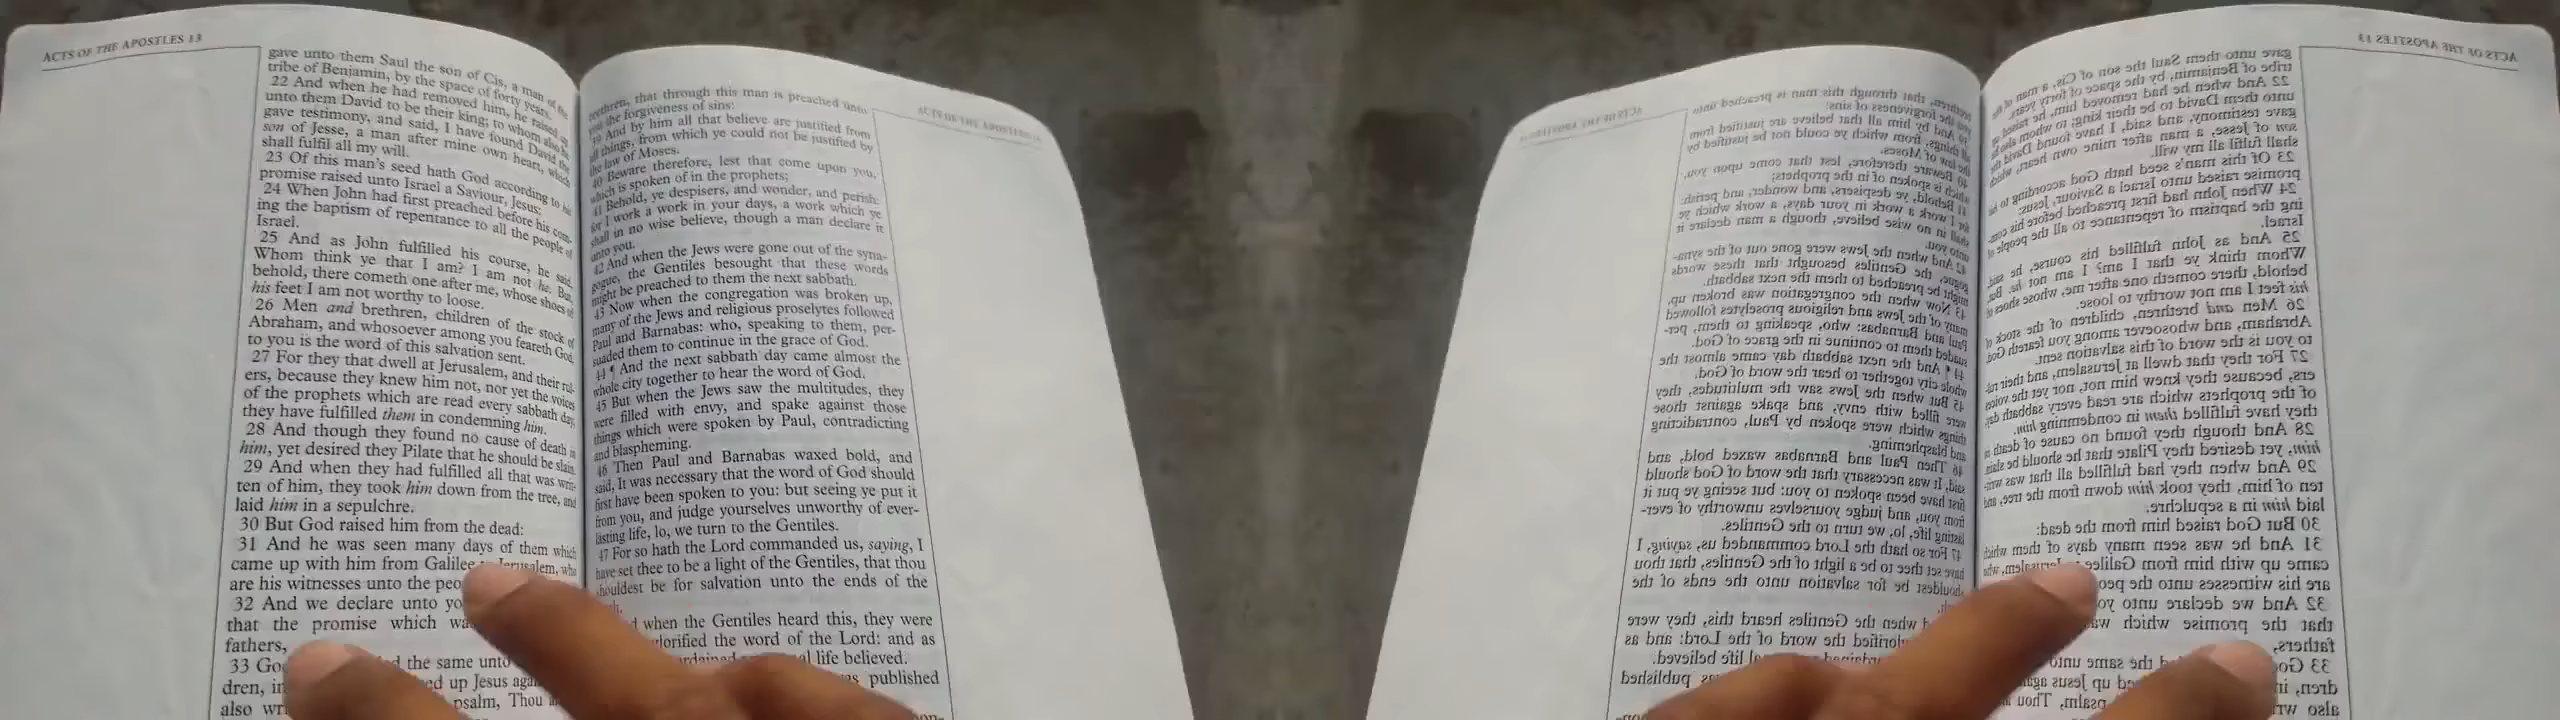 ACTS OF THE APOSTLES 13
gave unto them Saul the son of Cis, a man of the
tribe of Benjamin, by the space of forty years.
22 And when he had removed him, he raised up
unto them David to be their king; to whom also he
gave testimony, and said, I have found David the
son of Jesse, a man after mine own heart, which
shall fulfil all my will.
23 Of this man's seed hath God according to his
promise raised unto Israel a Saviour, Jesus:
24 When John had first preached before his com-
ing the baptism of repentance to all the people of
Israel.
25 And as John fulfilled his course, he said,
Whom think ye that I am? I am not he. But,
behold, there cometh one after me, whose shoes of
his feet I am not worthy to loose.
26 Men and brethren, children of the stock of
Abraham, and whosoever among you feareth God,
to you is the word of this salvation sent.
27 For they that dwell at Jerusalem, and their rul-
ers, because they knew him not, nor yet the voices
of the prophets which are read every sabbath day,
they have fulfilled them in condemning him.
28 And though they found no cause of death in
him, yet desired they Pilate that he should be slain.
29 And when they had fulfilled all that was writ-
ten of him, they took him down from the tree, and
laid him in a sepulchre.
30 But God raised him from the dead:
31 And he was seen many days of them which
came up with him from Galilee Jerusalem, who
are his witnesses unto the peo
32 And we declare unto yo
that the promise which wa
fathers,
33 Go the same unto
dren, in ed up Jesus aga
also wri psalm, Thou
ACTS OF THE APOSTLES
brethren, that through this man is preached unto
you the forgiveness of sins:
And by him all that believe are justified from
all things, from which ye could not be justified by
the law of Moses.
40 Beware therefore, lest that come upon you,
which is spoken of in the prophets;
41 Behold, ye despisers, and wonder, and perish:
for I work a work in your days, a work which ye
shall in no wise believe, though a man declare it
unto you.
42 And when the Jews were gone out of the syna-
gogue, the Gentiles besought that these words
might be preached to them the next sabbath.
43 Now when the congregation was broken up,
many of the Jews and religious proselytes followed
Paul and Barnabas: who, speaking to them, per-
suaded them to continue in the grace of God.
44 ¶ And the next sabbath day came almost the
whole city together to hear the word of God.
45 But when the Jews saw the multitudes, they
were filled with envy, and spake against those
things which were spoken by Paul, contradicting
and blaspheming.
46 Then Paul and Barnabas waxed bold, and
said, It was necessary that the word of God should
first have been spoken to you: but seeing ye put it
from you, and judge yourselves unworthy of ever-
lasting life, lo, we turn to the Gentiles.
47 For so hath the Lord commanded us, saying, I
have set thee to be a light of the Gentiles, that thou
shouldest be for salvation unto the ends of the
when the Gentiles heard this, they were
glorified the word of the Lord: and as
life believed.
published